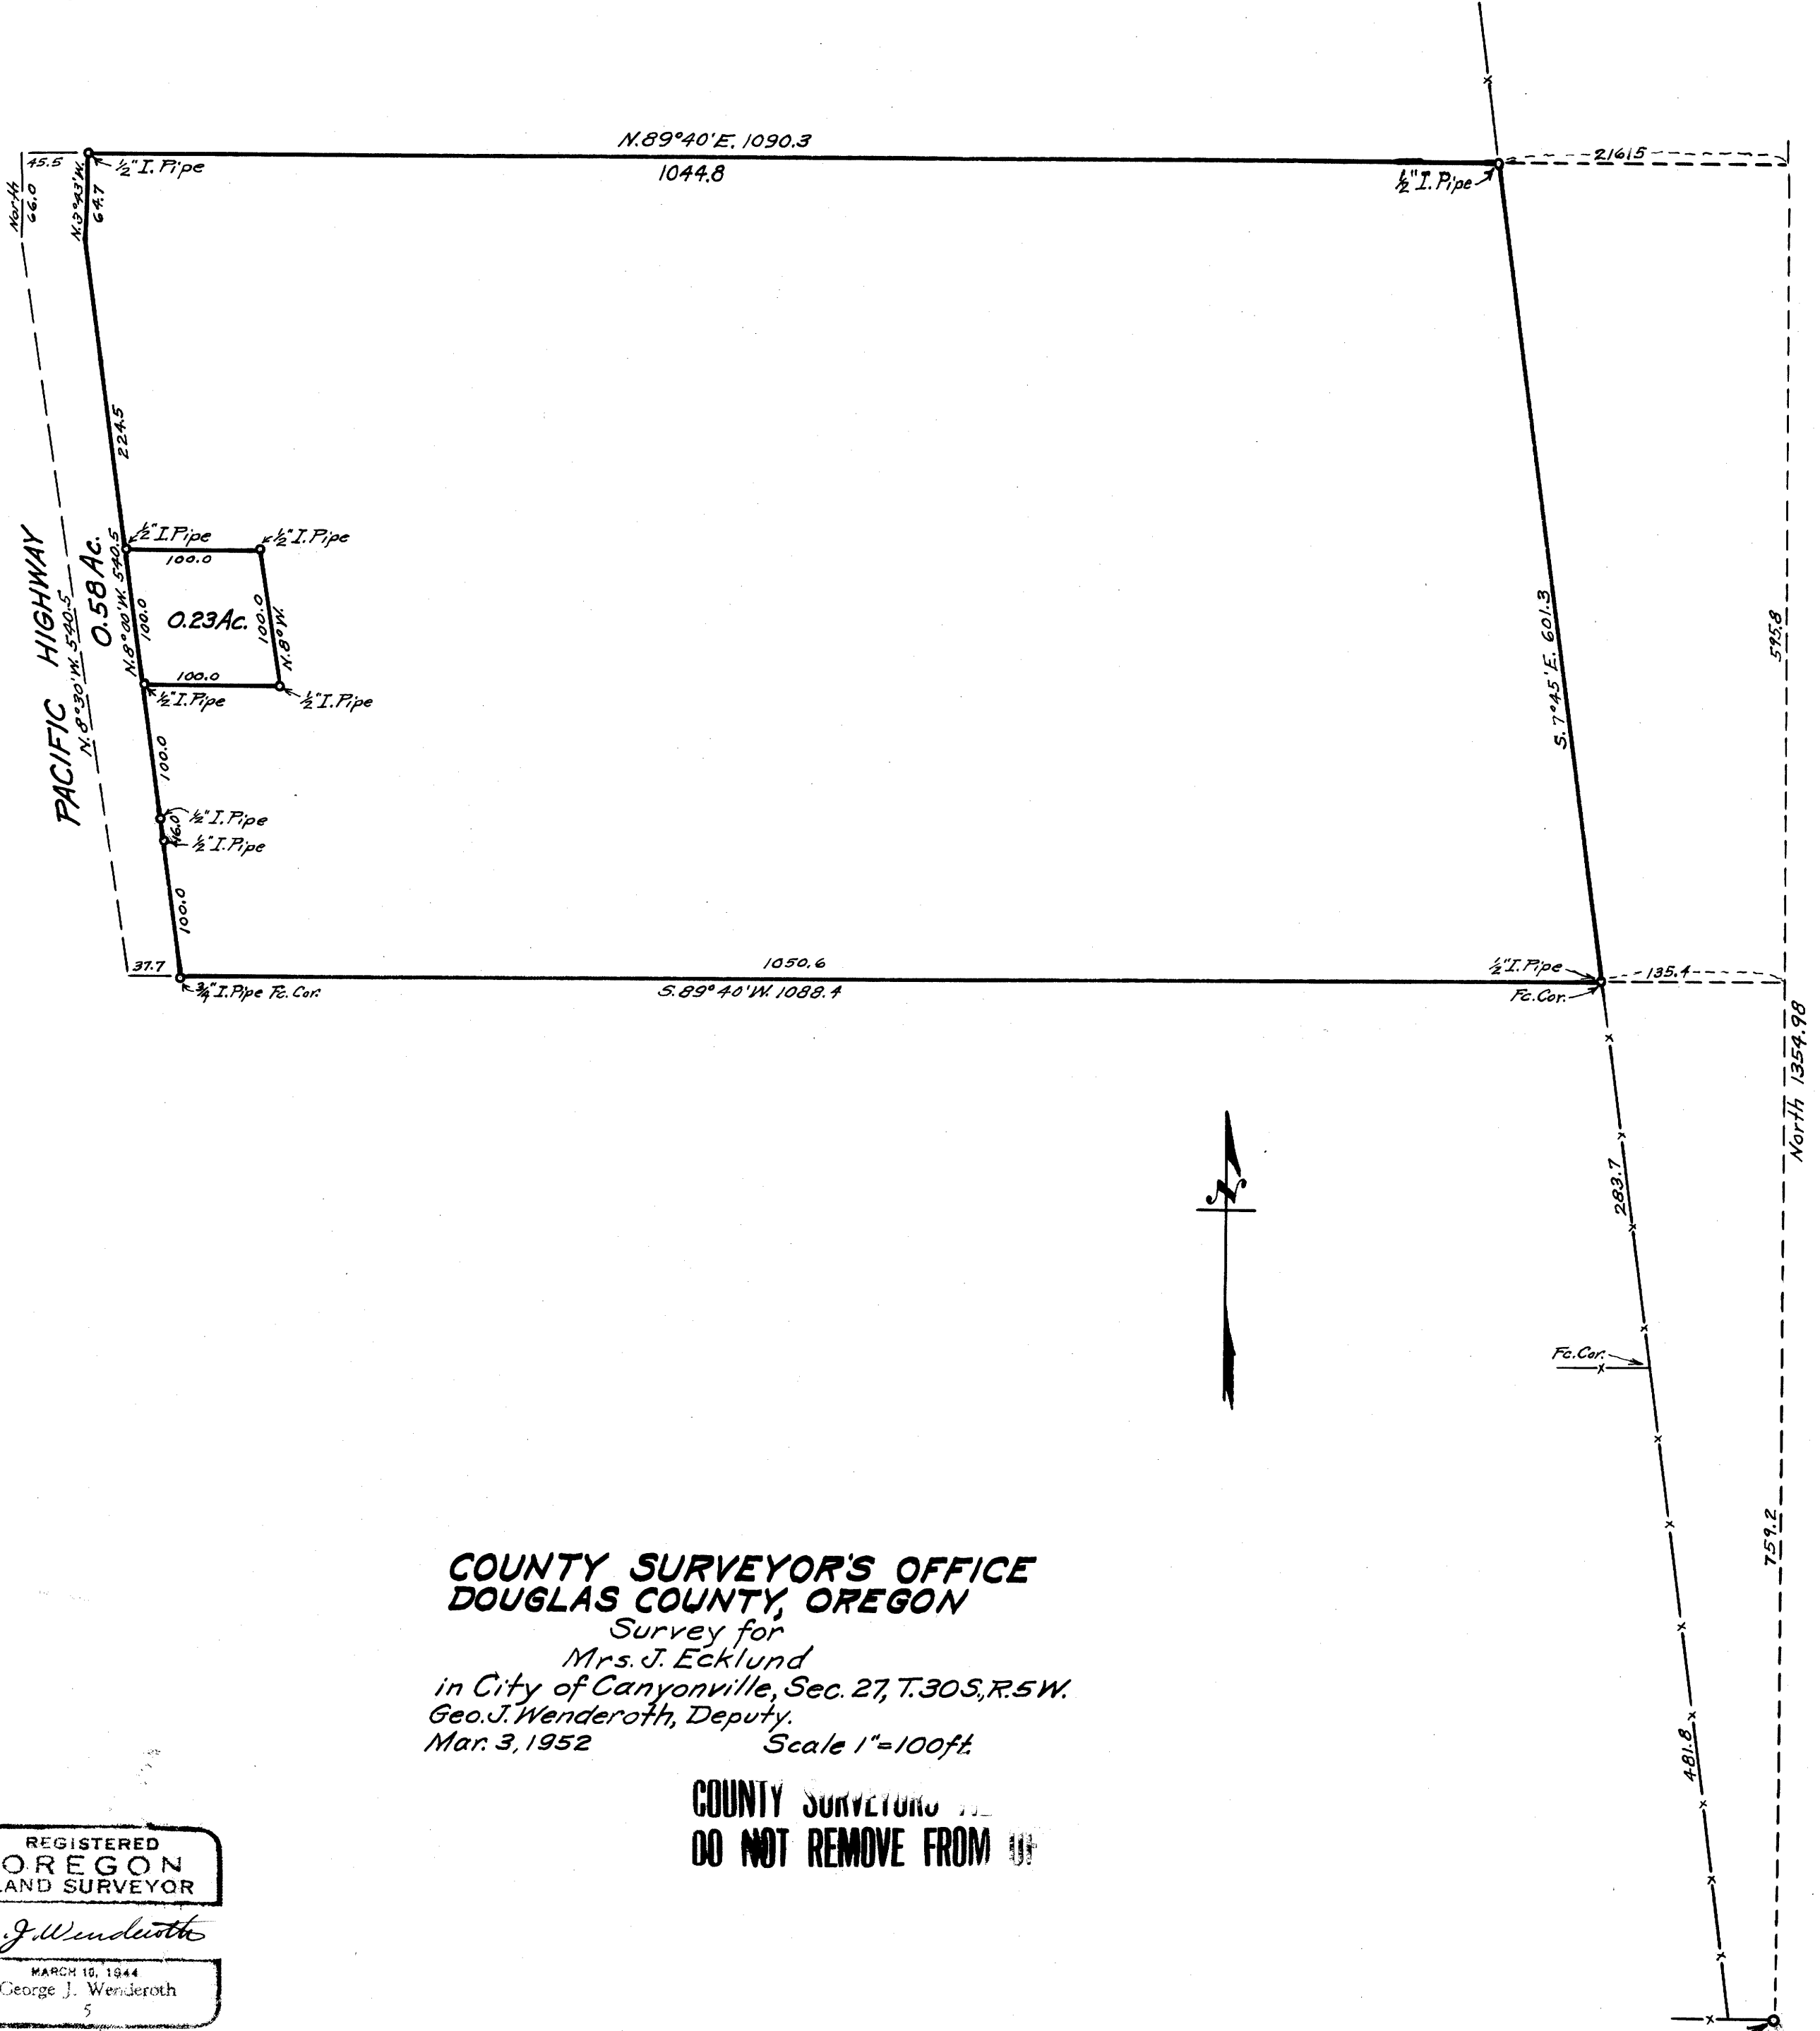 N.89°40'E. 1090.3
1044.8
45.5
North
66.0
N.3°43'W.
64.7
½" I. Pipe
½" I. Pipe
216.5
224.5
PACIFIC HIGHWAY
N.8°30'W. 540.5
0.58 Ac.
N.8°00'W. 540.5
½" I. Pipe
½" I. Pipe
100.0
100.0
0.23 Ac.
100.0
N.8°W.
100.0
½" I. Pipe
½" I. Pipe
S. 7°45'E. 601.3
595.8
100.0
½" I. Pipe
16.0
½" I. Pipe
100.0
37.7
¾" I. Pipe Fc. Cor.
1050.6
S.89°40'W. 1088.4
½" I. Pipe
Fc. Cor.
135.4
North 1354.98
N
283.7
Fc. Cor.
759.2
481.8
COUNTY SURVEYOR'S OFFICE
DOUGLAS COUNTY, OREGON
Survey for
Mrs. J. Ecklund
in City of Canyonville, Sec. 27, T.30S., R.5W.
Geo. J. Wenderoth, Deputy.
Mar. 3, 1952 Scale 1"=100ft.
COUNTY SURVEYORS
DO NOT REMOVE FROM
REGISTERED
OREGON
LAND SURVEYOR
J. Wenderoth
MARCH 10, 1944
George J. Wenderoth
5